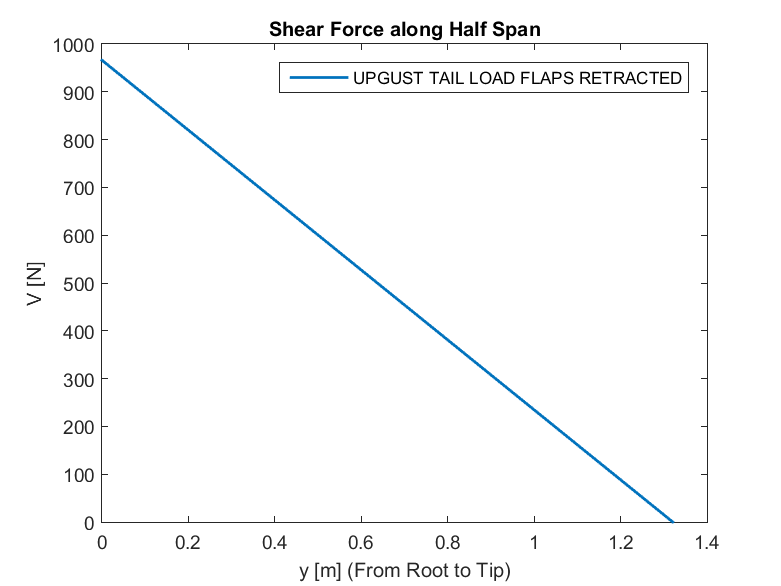 Shear Force along Half Span
UPGUST TAIL LOAD FLAPS RETRACTED
1000
900
800
700
600
500
400
300
200
100
0
V [N]
0 0.2 0.4 0.6 0.8 1 1.2 1.4
y [m] (From Root to Tip)